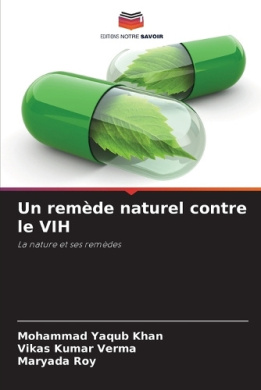 EDITIONS NOTRE SAVOIR
Un remède naturel contre
le VIH
La nature et ses remèdes
Mohammad Yaqub Khan
Vikas Kumar Verma
Maryada Roy